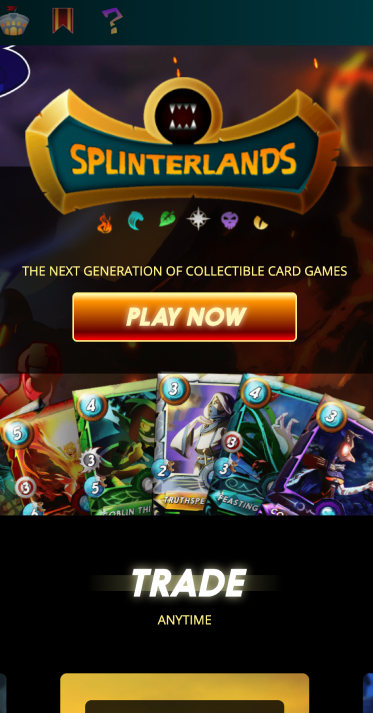 SPLINTERLANDS
THE NEXT GENERATION OF COLLECTIBLE CARD GAMES
PLAY NOW
5
4
3
4
3
3
3
3
5
2
3
TRUTHSPE
FEASTING
OBLIN THI
CO
TRADE
ANYTIME